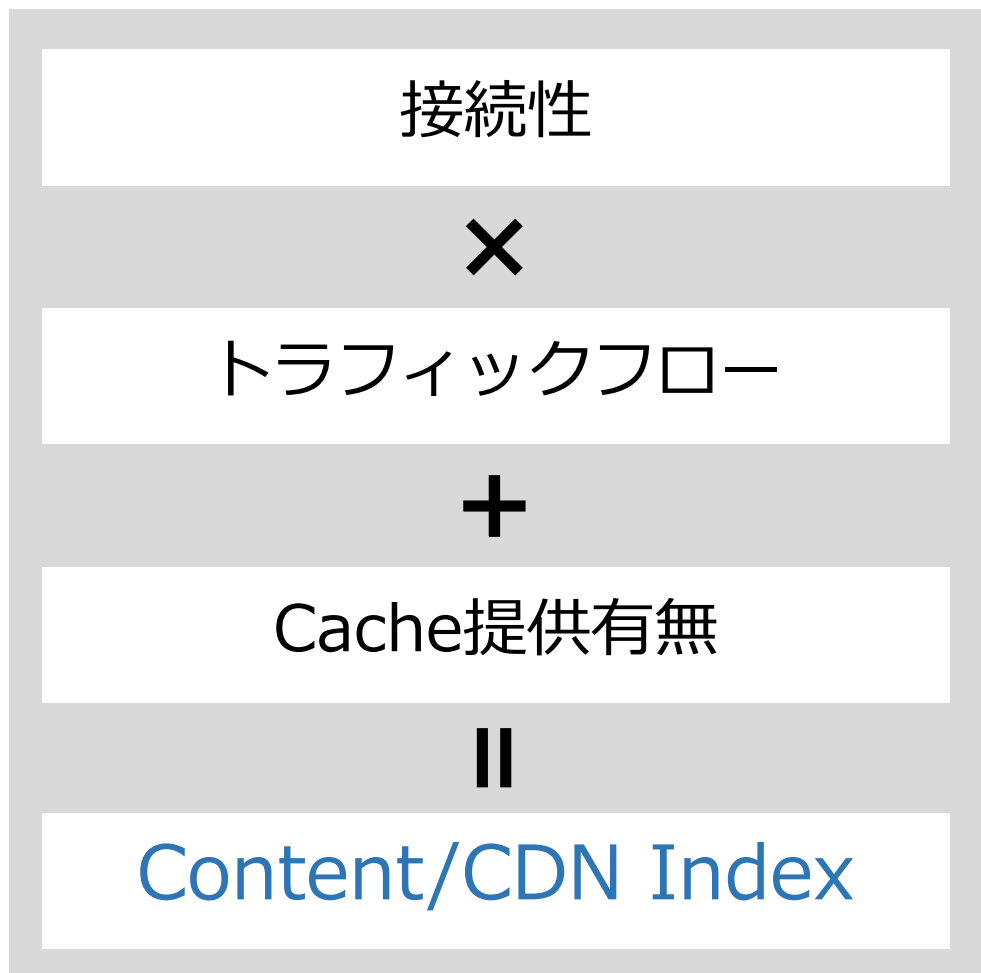 接続性
×
トラフィックフロー
+
Cache提供有無
=
Content/CDN Index